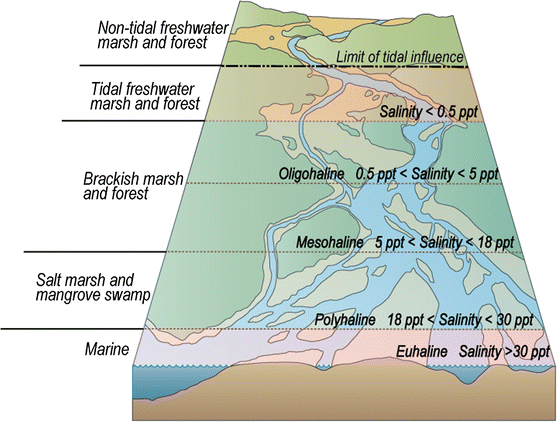 Non-tidal freshwater
marsh and forest
Limit of tidal influence
Tidal freshwater
marsh and forest
Salinity < 0.5 ppt
Brackish marsh
and forest
Oligohaline 0.5 ppt < Salinity < 5 ppt
Mesohaline 5 ppt < Salinity < 18 ppt
Salt marsh and
mangrove swamp
Polyhaline 18 ppt < Salinity < 30 ppt
Marine
Euhaline Salinity >30 ppt